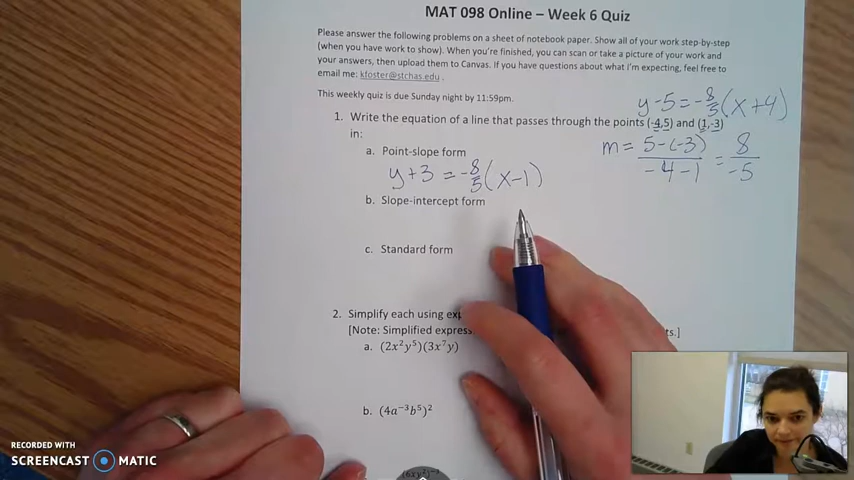 MAT 098 Online – Week 6 Quiz
Please answer the following problems on a sheet of notebook paper. Show all of your work step-by-step
(when you have work to show). When you're finished, you can scan or take a picture of your work and
your answers, then upload them to Canvas. If you have questions about what I'm expecting, feel free to
email me: kfoster@stchas.edu .
This weekly quiz is due Sunday night by 11:59pm.
y-5=-8/5(x+4)
1. Write the equation of a line that passes through the points (-4,5) and (1,-3)
in:
m = 5-(-3)/-4-1 = 8/-5
a. Point-slope form
y+3 = -8/5(x-1)
b. Slope-intercept form
c. Standard form
2. Simplify each using
[Note: Simplified
a. (2x²y⁵)(3x⁷y)
b. (4a⁻³b⁵)²
(6xy²)⁻³
RECORDED WITH
SCREENCAST MATIC